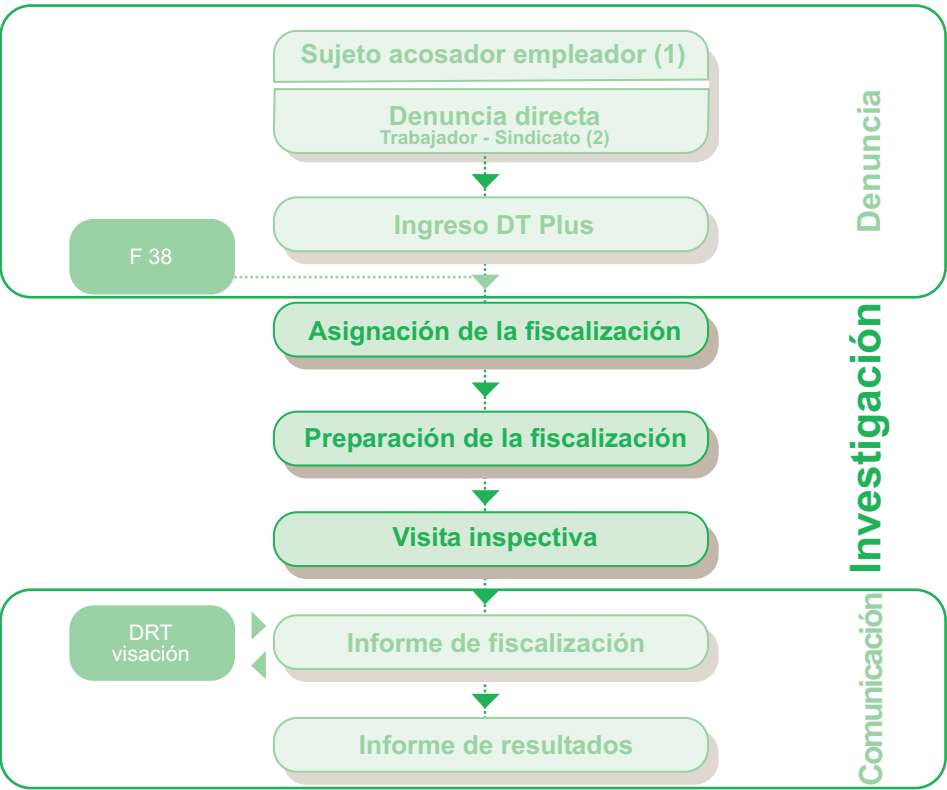 Sujeto acosador empleador (1)
Denuncia directa
Trabajador - Sindicato (2)
Ingreso DT Plus
F 38
Denuncia
Asignación de la fiscalización
Preparación de la fiscalización
Visita inspectiva
Investigación
DRT
visación
Informe de fiscalización
Informe de resultados
Comunicación